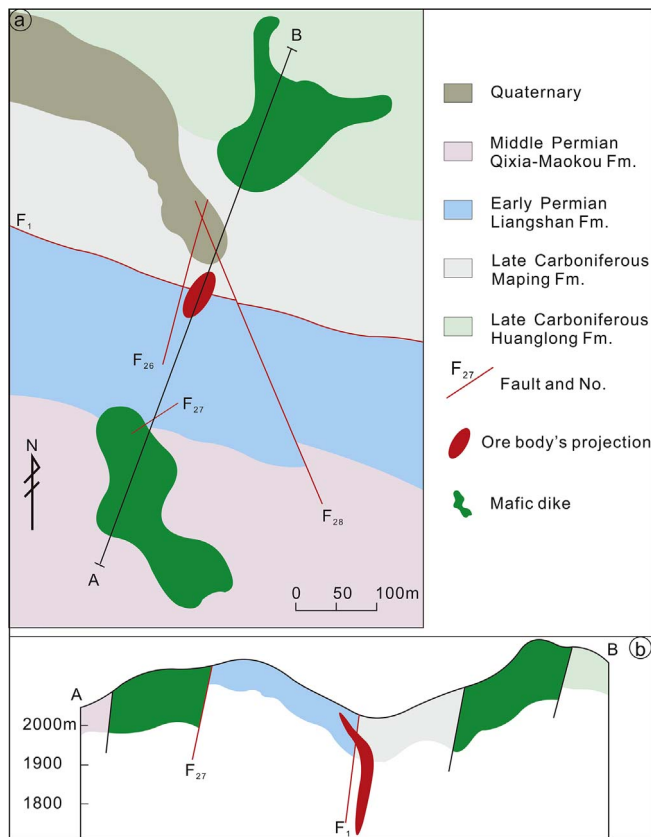 a
B
F1
F26
F27
N
F28
A
0 50 100m
Quaternary
Middle Permian
Qixia-Maokou Fm.
Early Permian
Liangshan Fm.
Late Carboniferous
Maping Fm.
Late Carboniferous
Huanglong Fm.
F27
Fault and No.
Ore body's projection
Mafic dike
b
A
B
2000m
1900
1800
F27
F1